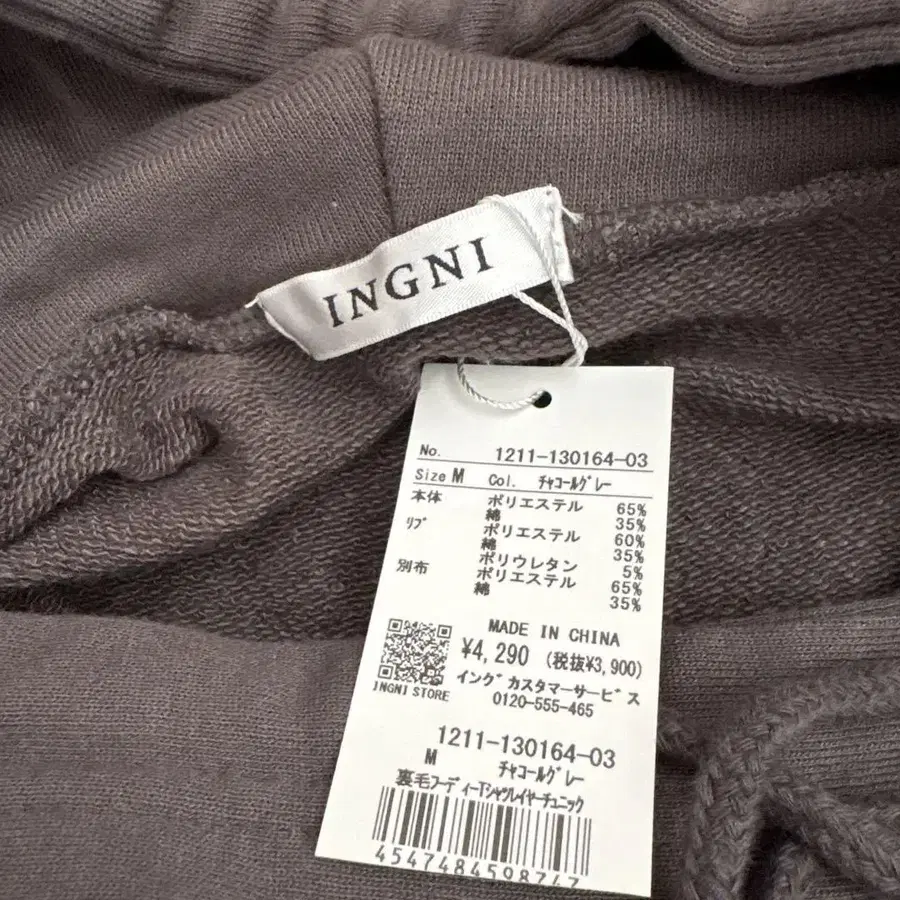 INGNI
No. 1211-130164-03
Size M Col. ﾁｬｺｰﾙｸﾞﾚｰ
本体 ポリエステル 65%
綿 35%
ﾘﾌﾞ ポリエステル 60%
綿 35%
ポリウレタン 5%
別布 ポリエステル 65%
綿 35%
MADE IN CHINA
¥4,290 (税抜¥3,900)
INGNI STORE
イング カスタマーサービス
0120-555-465
1211-130164-03
M ﾁｬｺｰﾙｸﾞﾚｰ
裏毛ﾌｰﾃﾞｨｰTｼｬﾂﾚｲﾔｰﾁｭﾆｯｸ
4547484598747